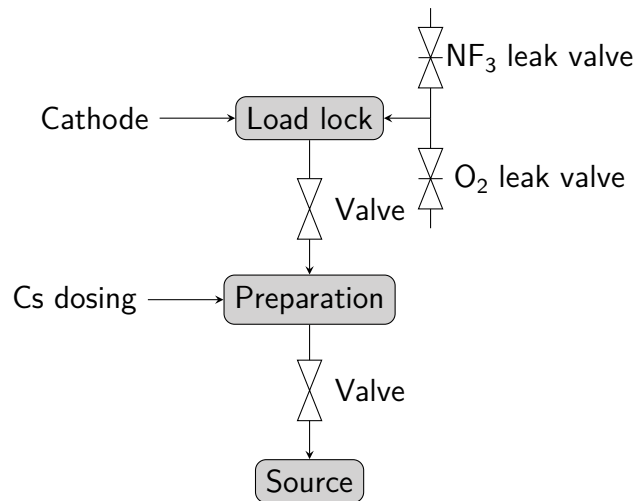 NF₃ leak valve
Cathode
Load lock
O₂ leak valve
Valve
Cs dosing
Preparation
Valve
Source